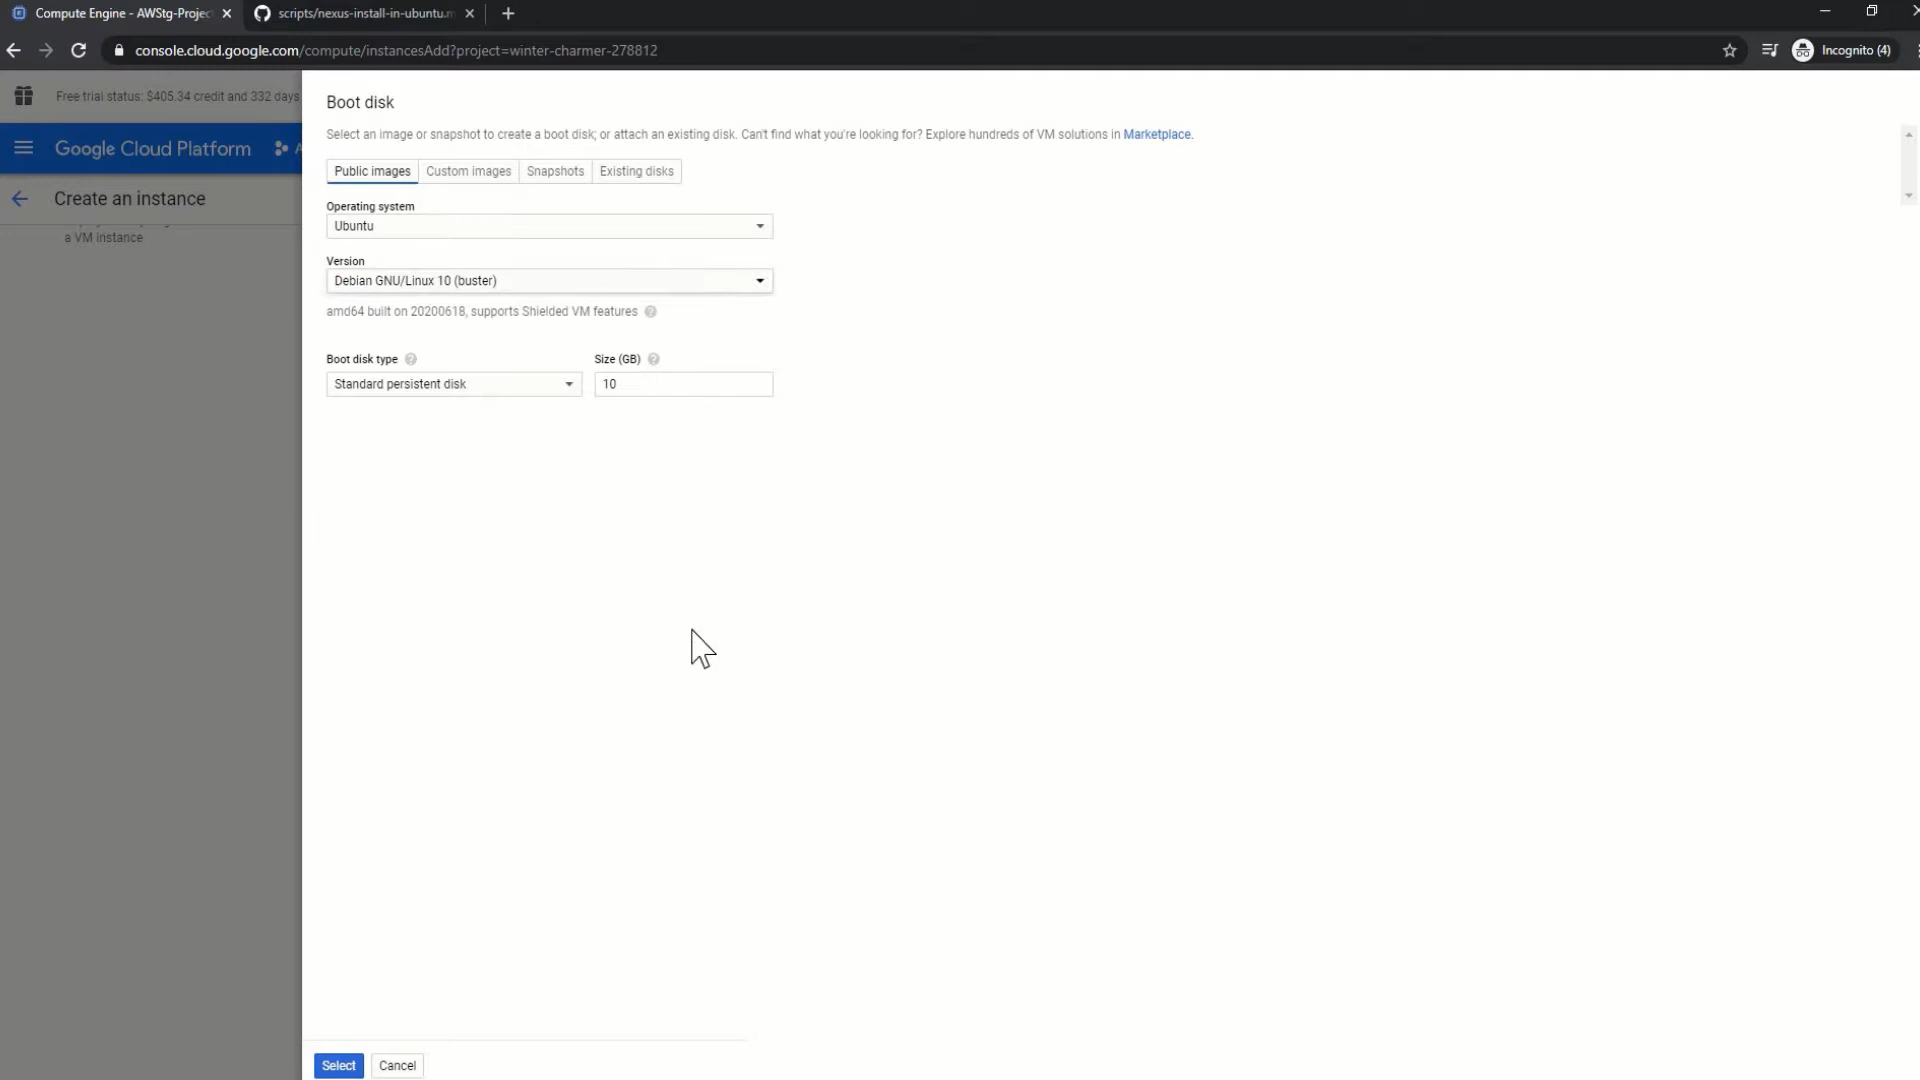 Compute Engine - AWStg-Projec
scripts/nexus-install-in-ubuntu.m
console.cloud.google.com/compute/instancesAdd?project=winter-charmer-278812
Incognito (4)
Free trial status: $405.34 credit and 332 days
Google Cloud Platform
A
Create an instance
a VM instance
Boot disk
Select an image or snapshot to create a boot disk; or attach an existing disk. Can't find what you're looking for? Explore hundreds of VM solutions in Marketplace.
Public images
Custom images
Snapshots
Existing disks
Operating system
Ubuntu
Version
Debian GNU/Linux 10 (buster)
amd64 built on 20200618, supports Shielded VM features ?
Boot disk type ?
Size (GB) ?
Standard persistent disk
10
Select
Cancel